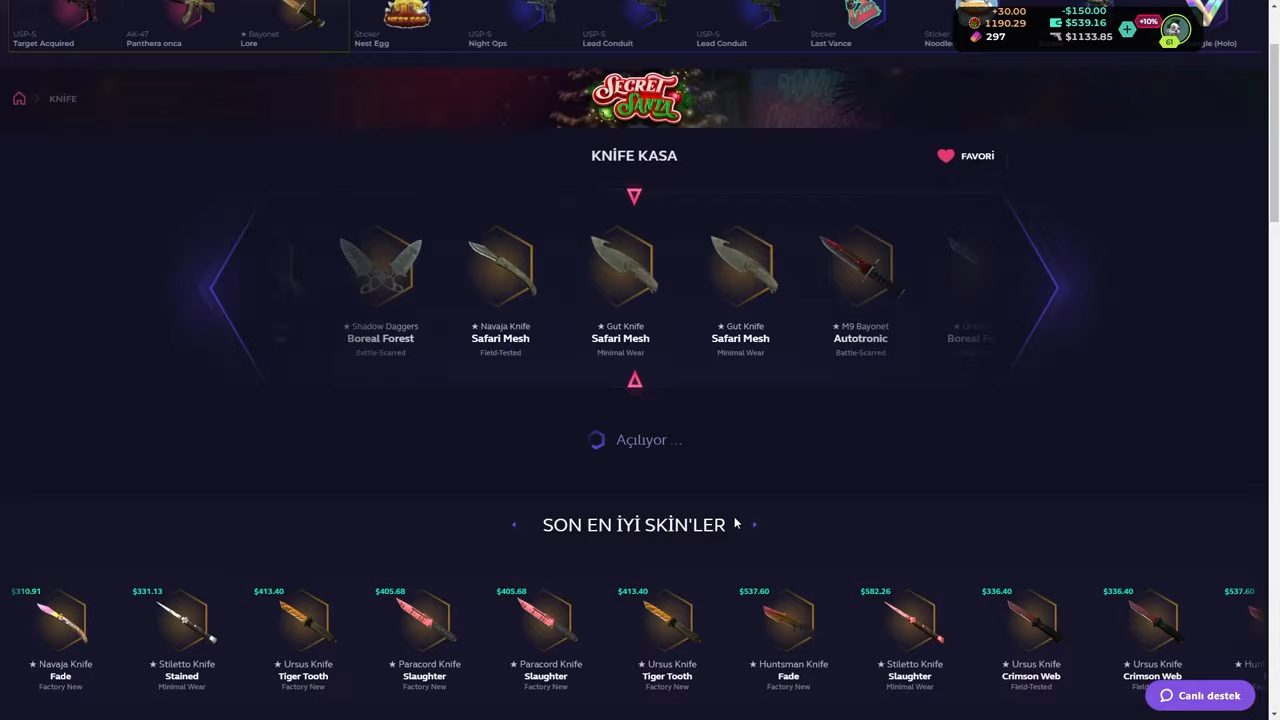 USP-S
Target Acquired
AK-47
Panthera onca
★ Bayonet
Lore
Sticker
Nest Egg
USP-S
Night Ops
USP-S
Lead Conduit
USP-S
Lead Conduit
Sticker
Last Vance
Sticker
+30.00
1190.29
297
-$150.00
$539.16
$1133.85
+10%
61
(Holo)
KNİFE
SECRET
SANTA
KNİFE KASA
FAVORİ
★ Shadow Daggers
Boreal Forest
Battle-Scarred
★ Navaja Knife
Safari Mesh
Field-Tested
★ Gut Knife
Safari Mesh
Minimal Wear
★ Gut Knife
Safari Mesh
Minimal Wear
★ M9 Bayonet
Autotronic
Battle-Scarred
Boreal Fo
Açılıyor ...
SON EN İYİ SKİN'LER
$310.91
★ Navaja Knife
Fade
Factory New
$331.13
★ Stiletto Knife
Stained
Minimal Wear
$413.40
★ Ursus Knife
Tiger Tooth
Factory New
$405.68
★ Paracord Knife
Slaughter
Factory New
$405.68
★ Paracord Knife
Slaughter
Factory New
$413.40
★ Ursus Knife
Tiger Tooth
Factory New
$537.60
★ Huntsman Knife
Fade
Factory New
$582.26
★ Stiletto Knife
Slaughter
Minimal Wear
$336.40
★ Ursus Knife
Crimson Web
Field-Tested
$336.40
★ Ursus Knife
Crimson Web
$537.60
★ Hun
Canlı destek